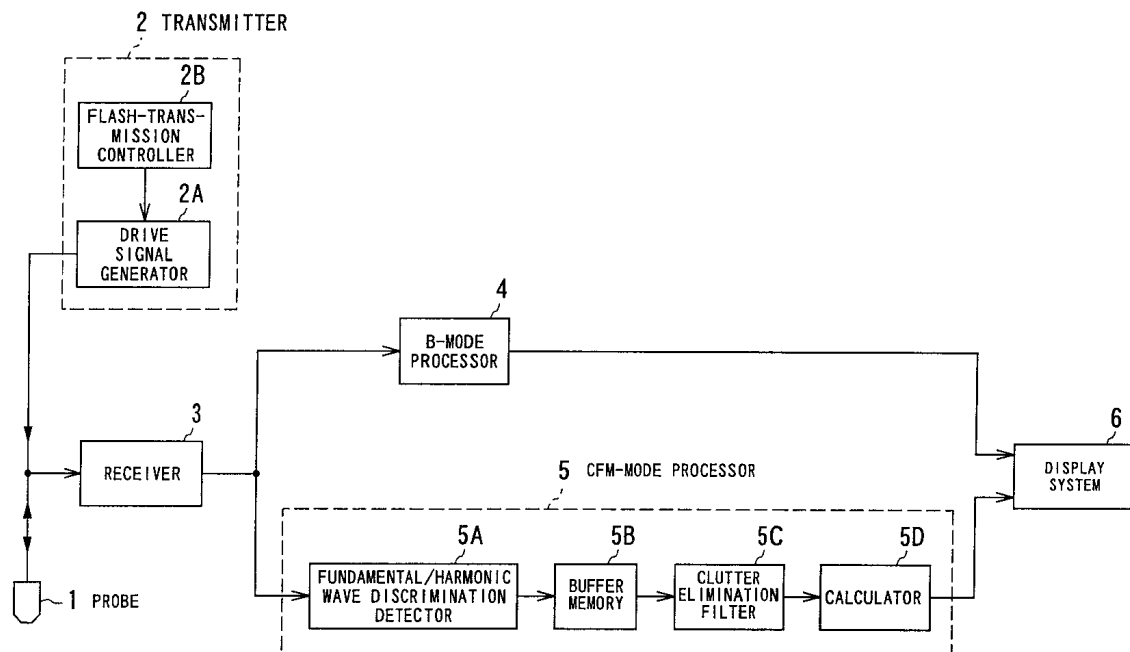 2 TRANSMITTER
2B
FLASH-TRANS-
MISSION
CONTROLLER
2A
DRIVE
SIGNAL
GENERATOR
4
B-MODE
PROCESSOR
3
RECEIVER
6
DISPLAY
SYSTEM
5 CFM-MODE PROCESSOR
5A
FUNDAMENTAL/HARMONIC
WAVE DISCRIMINATION
DETECTOR
5B
BUFFER
MEMORY
5C
CLUTTER
ELIMINATION
FILTER
5D
CALCULATOR
1 PROBE